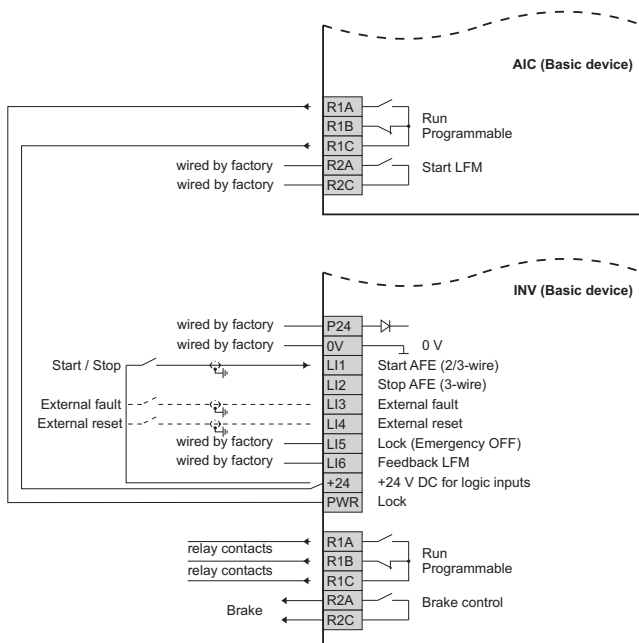 AIC (Basic device)
R1A
R1B
R1C
Run
Programmable
wired by factory R2A Start LFM
wired by factory R2C
INV (Basic device)
wired by factory P24
wired by factory 0V 0 V
Start / Stop LI1 Start AFE (2/3-wire)
LI2 Stop AFE (3-wire)
External fault LI3 External fault
External reset LI4 External reset
wired by factory LI5 Lock (Emergency OFF)
wired by factory LI6 Feedback LFM
+24 +24 V DC for logic inputs
PWR Lock
R1A
relay contacts
R1B
relay contacts
R1C
Run
Programmable
Brake
R2A Brake control
R2C